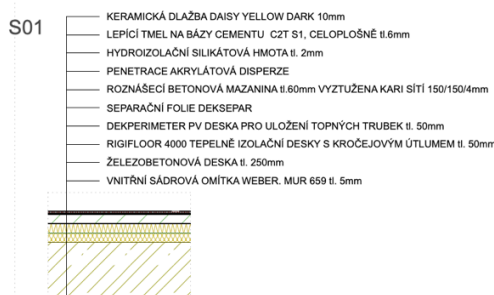 S01
KERAMICKÁ DLAŽBA DAISY YELLOW DARK 10mm
LEPÍCÍ TMEL NA BÁZY CEMENTU C2T S1, CELOPLOŠNĚ tl.6mm
HYDROIZOLAČNÍ SILIKÁTOVÁ HMOTA tl. 2mm
PENETRACE AKRYLÁTOVÁ DISPERZE
ROZNÁŠECÍ BETONOVÁ MAZANINA tl.60mm VYZTUŽENA KARI SÍTÍ 150/150/4mm
SEPARAČNÍ FOLIE DEKSEPAR
DEKPERIMETER PV DESKA PRO ULOŽENÍ TOPNÝCH TRUBEK tl. 50mm
RIGIFLOOR 4000 TEPELNĚ IZOLAČNÍ DESKY S KROČEJOVÝM ÚTLUMEM tl. 50mm
ŽELEZOBETONOVÁ DESKA tl. 250mm
VNITŘNÍ SÁDROVÁ OMÍTKA WEBER. MUR 659 tl. 5mm